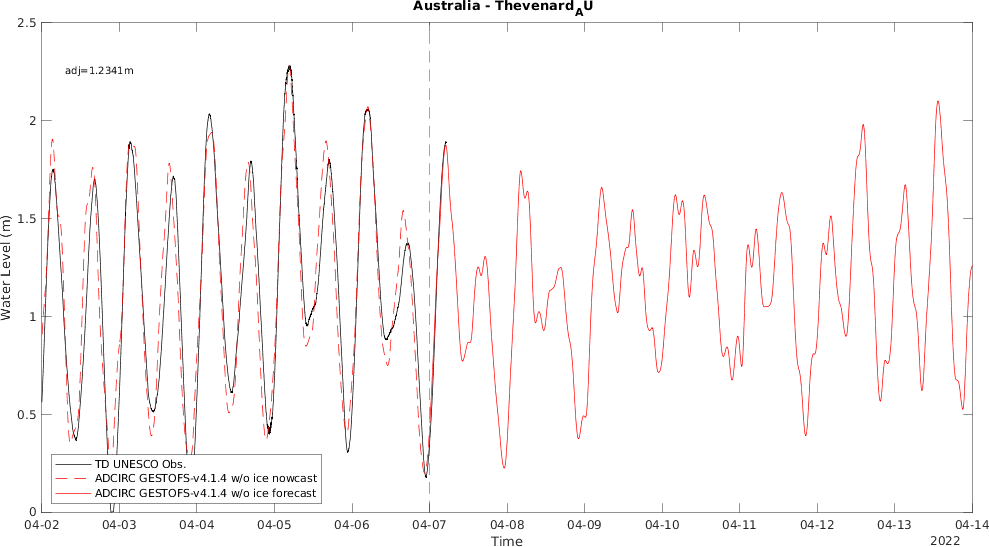 Australia - Thevenard_AU
2.5
adj=1.2341m
2
1.5
Water Level (m)
1
0.5
TD UNESCO Obs.
ADCIRC GESTOFS-v4.1.4 w/o ice nowcast
ADCIRC GESTOFS-v4.1.4 w/o ice forecast
0
04-02 04-03 04-04 04-05 04-06 04-07 04-08 04-09 04-10 04-11 04-12 04-13 04-14
Time
2022